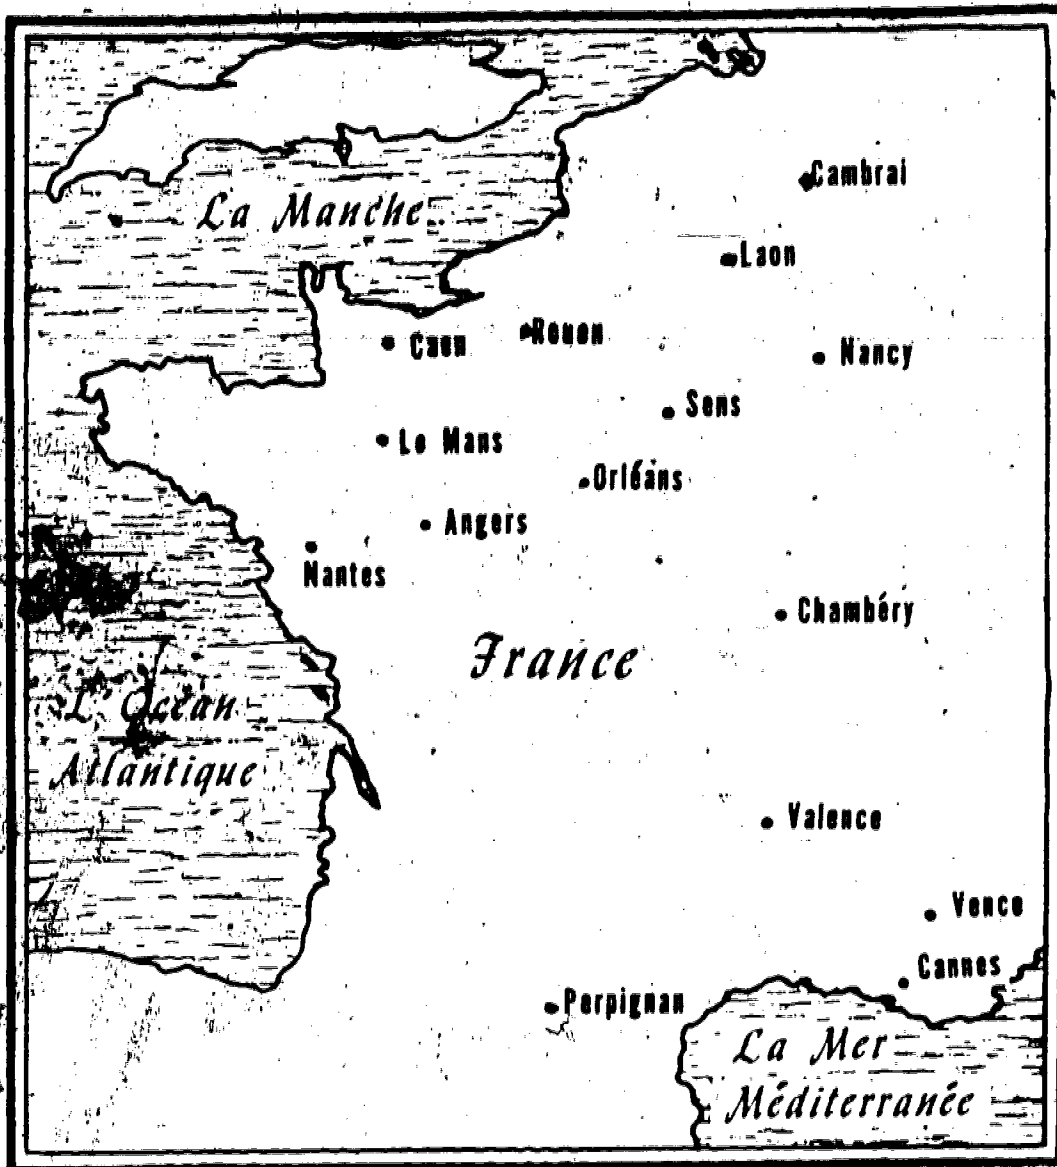 Cambrai
La Manche
Laon
Caen
Rouen
Nancy
Sens
Le Mans
Orléans
Angers
Nantes
Chambéry
France
L'Océan
Atlantique
Valence
Vence
Cannes
Perpignan
La Mer
Méditerranée